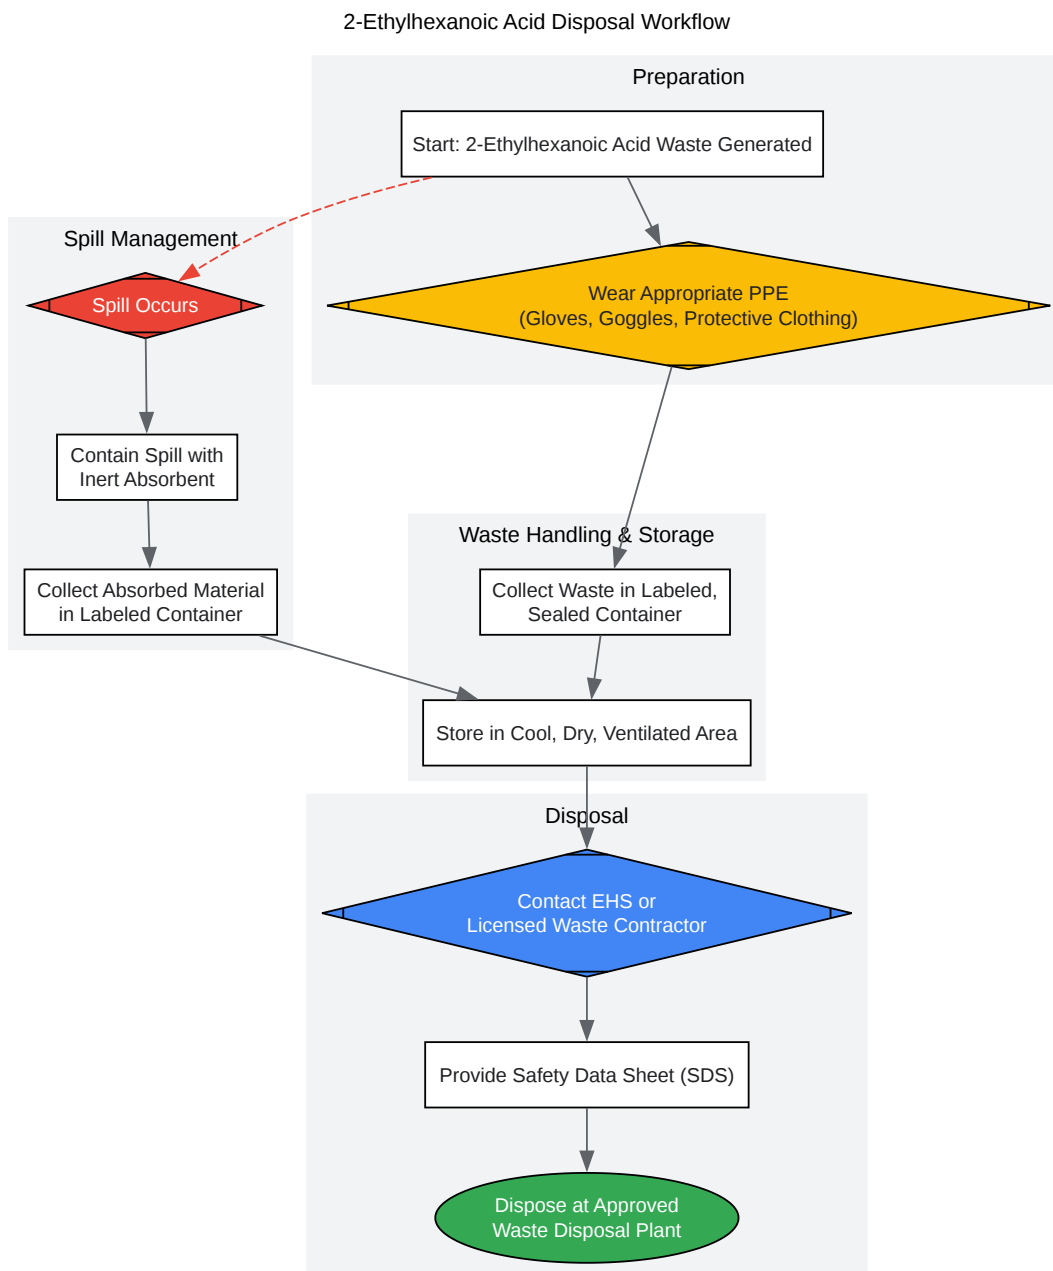 2-Ethylhexanoic Acid Disposal Workflow
Preparation
Start: 2-Ethylhexanoic Acid Waste Generated
Wear Appropriate PPE
(Gloves, Goggles, Protective Clothing)
Spill Management
Spill Occurs
Contain Spill with
Inert Absorbent
Collect Absorbed Material
in Labeled Container
Waste Handling & Storage
Collect Waste in Labeled,
Sealed Container
Store in Cool, Dry, Ventilated Area
Disposal
Contact EHS or
Licensed Waste Contractor
Provide Safety Data Sheet (SDS)
Dispose at Approved
Waste Disposal Plant